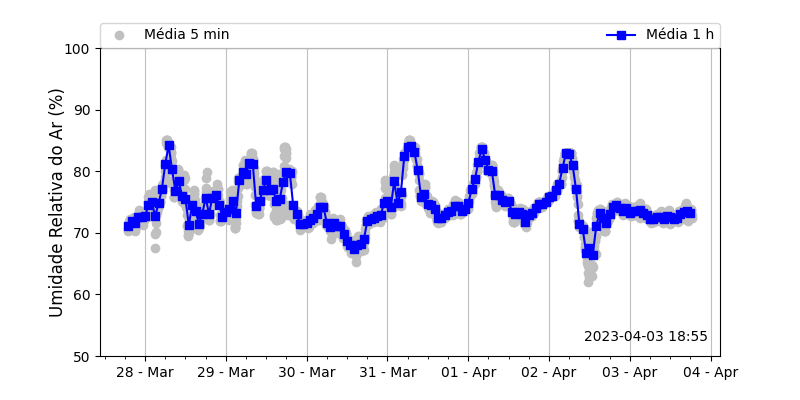 Média 5 min
Média 1 h
Umidade Relativa do Ar (%)
100
90
80
70
60
50
2023-04-03 18:55
28 - Mar
29 - Mar
30 - Mar
31 - Mar
01 - Apr
02 - Apr
03 - Apr
04 - Apr